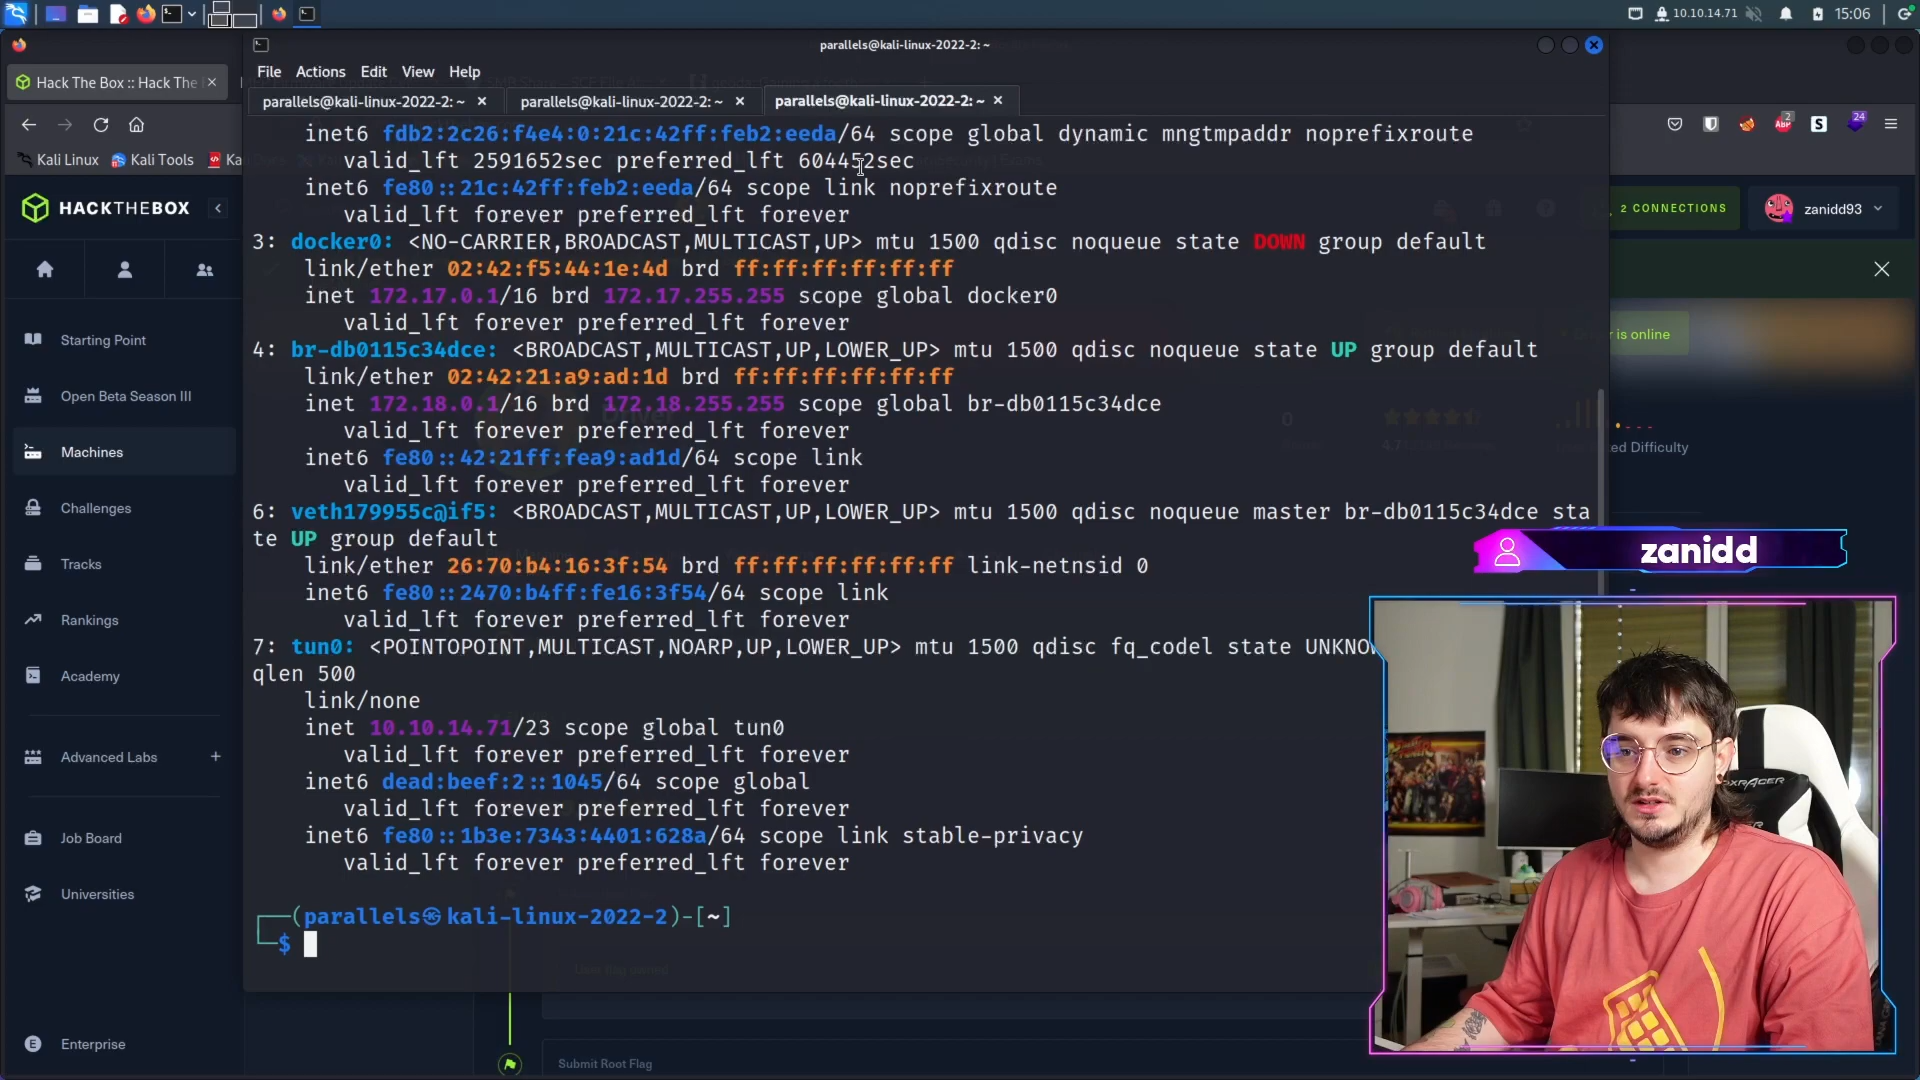 10.10.14.71
15:06
parallels@kali-linux-2022-2: ~
File Actions Edit View Help
Hack The Box :: Hack The
parallels@kali-linux-2022-2: ~
parallels@kali-linux-2022-2: ~
parallels@kali-linux-2022-2: ~
Kali Linux
Kali Tools
2
ABP
S
24
HACKTHEBOX
2 CONNECTIONS
zanidd93
Starting Point
Open Beta Season III
Machines
Challenges
Tracks
Rankings
Academy
Advanced Labs
Job Board
Universities
Enterprise
inet6 fdb2:2c26:f4e4:0:21c:42ff:feb2:eeda/64 scope global dynamic mngtmpaddr noprefixroute
valid_lft 2591652sec preferred_lft 604452sec
inet6 fe80::21c:42ff:feb2:eeda/64 scope link noprefixroute
valid_lft forever preferred_lft forever
3: docker0: <NO-CARRIER,BROADCAST,MULTICAST,UP> mtu 1500 qdisc noqueue state DOWN group default
link/ether 02:42:f5:44:1e:4d brd ff:ff:ff:ff:ff:ff
inet 172.17.0.1/16 brd 172.17.255.255 scope global docker0
valid_lft forever preferred_lft forever
4: br-db0115c34dce: <BROADCAST,MULTICAST,UP,LOWER_UP> mtu 1500 qdisc noqueue state UP group default
link/ether 02:42:21:a9:ad:1d brd ff:ff:ff:ff:ff:ff
inet 172.18.0.1/16 brd 172.18.255.255 scope global br-db0115c34dce
valid_lft forever preferred_lft forever
inet6 fe80::42:21ff:fea9:ad1d/64 scope link
valid_lft forever preferred_lft forever
6: veth179955c@if5: <BROADCAST,MULTICAST,UP,LOWER_UP> mtu 1500 qdisc noqueue master br-db0115c34dce sta
te UP group default
link/ether 26:70:b4:16:3f:54 brd ff:ff:ff:ff:ff:ff link-netnsid 0
inet6 fe80::2470:b4ff:fe16:3f54/64 scope link
valid_lft forever preferred_lft forever
7: tun0: <POINTOPOINT,MULTICAST,NOARP,UP,LOWER_UP> mtu 1500 qdisc fq_codel state UNKNO
qlen 500
link/none
inet 10.10.14.71/23 scope global tun0
valid_lft forever preferred_lft forever
inet6 dead:beef:2::1045/64 scope global
valid_lft forever preferred_lft forever
inet6 fe80::1b3e:7343:4401:628a/64 scope link stable-privacy
valid_lft forever preferred_lft forever
(parallels㉿kali-linux-2022-2)-[~]
$
is online
ed Difficulty
zanidd
Submit Root Flag